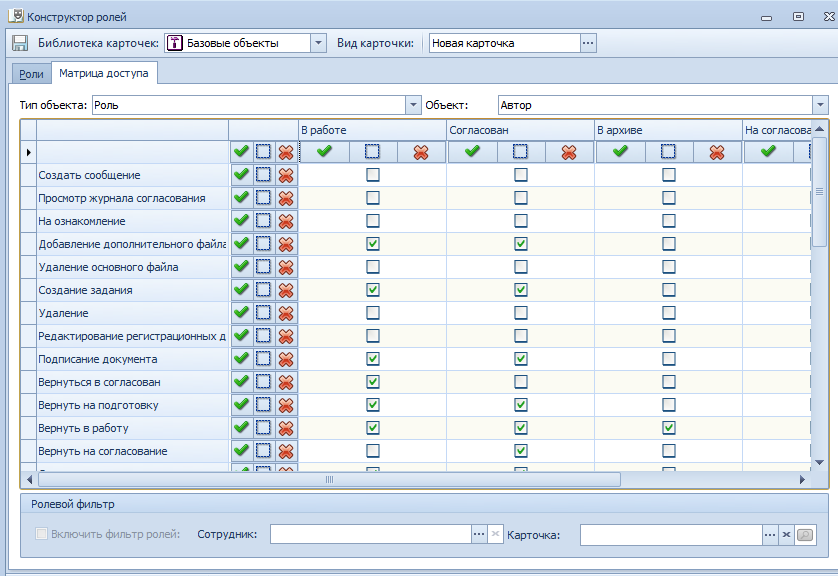 Конструктор ролей
Библиотека карточек: Базовые объекты Вид карточки: Новая карточка
Роли Матрица доступа
Тип объекта: Роль Объект: Автор
В работе Согласован В архиве На согласова
Создать сообщение
Просмотр журнала согласования
На ознакомление
Добавление дополнительного файла
Удаление основного файла
Создание задания
Удаление
Редактирование регистрационных д
Подписание документа
Вернуться в согласован
Вернуть на подготовку
Вернуть в работу
Вернуть на согласование
Ролевой фильтр
Включить фильтр ролей: Сотрудник: Карточка: